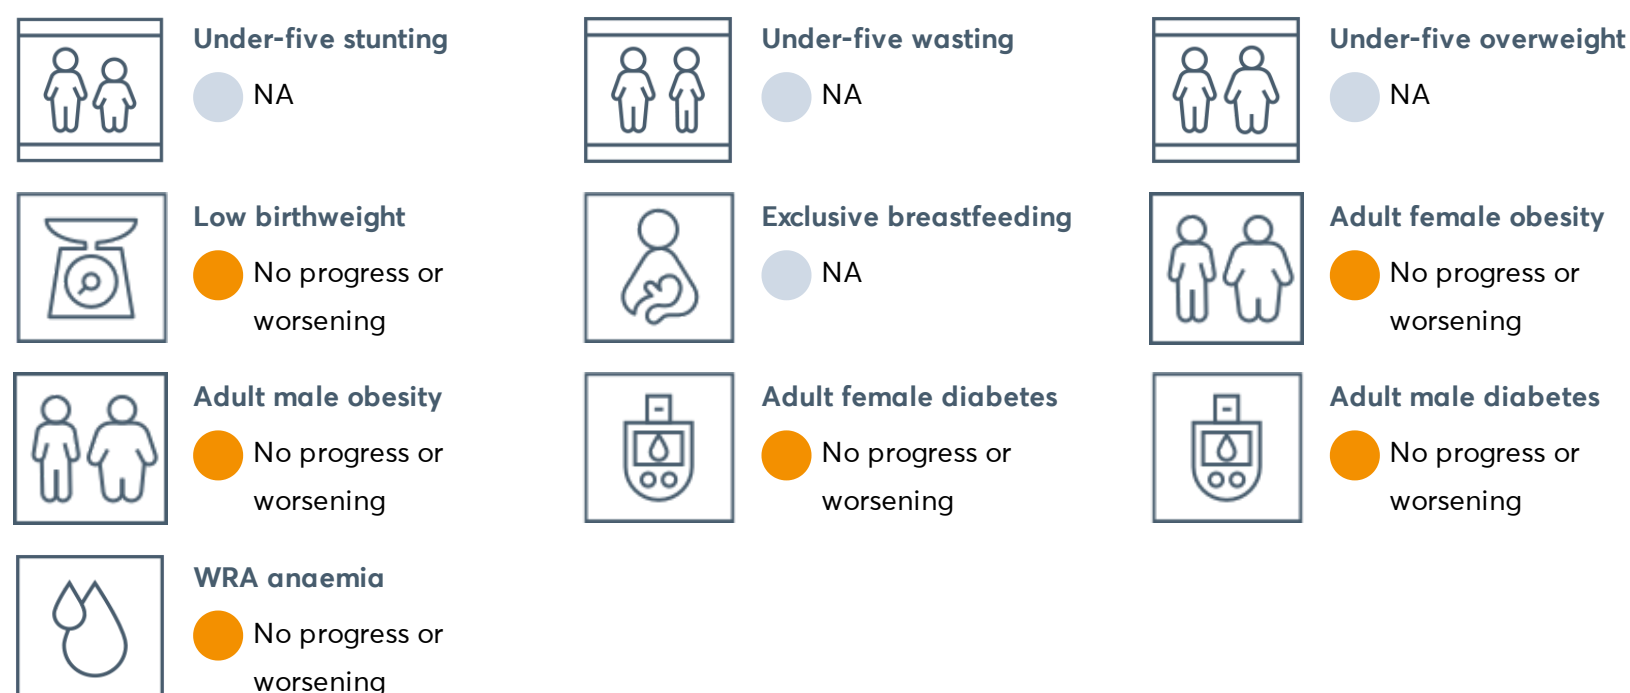 Under-five stunting
NA
Under-five wasting
NA
Under-five overweight
NA
Low birthweight
No progress or
worsening
Exclusive breastfeeding
NA
Adult female obesity
No progress or
worsening
Adult male obesity
No progress or
worsening
Adult female diabetes
No progress or
worsening
Adult male diabetes
No progress or
worsening
WRA anaemia
No progress or
worsening